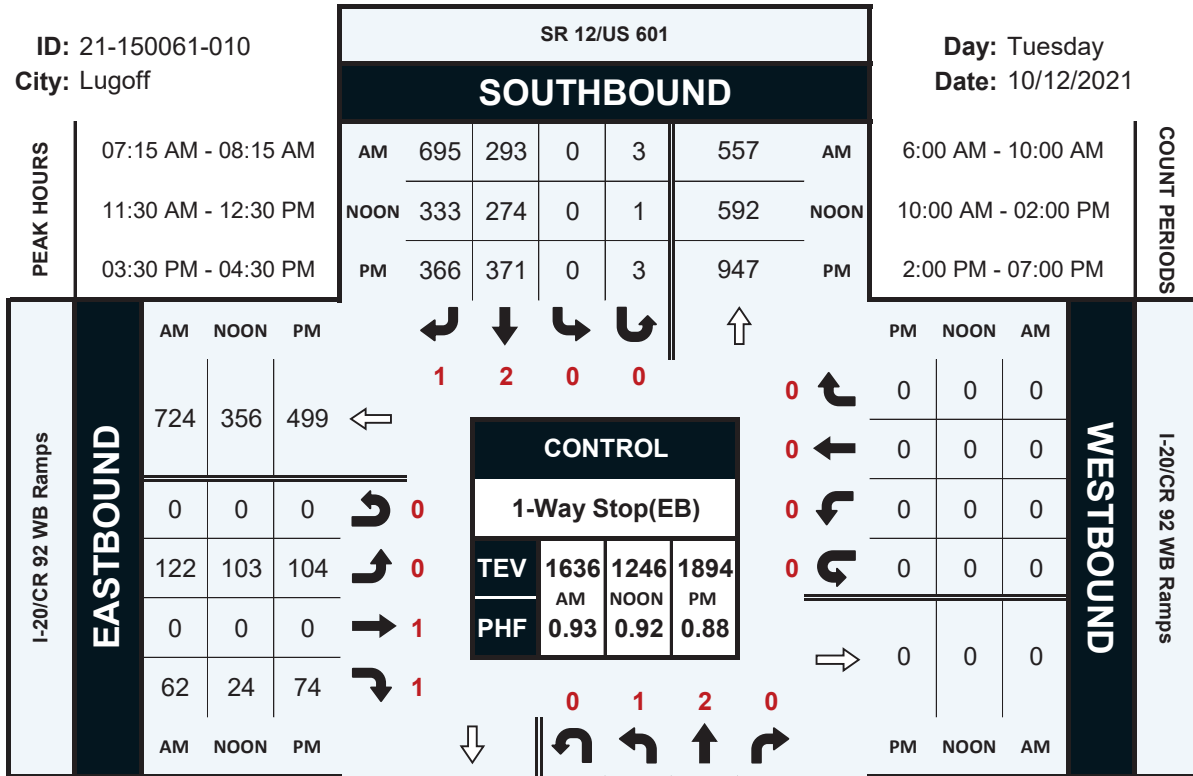 ID: 21-150061-010
City: Lugoff
SR 12/US 601
SOUTHBOUND
Day: Tuesday
Date: 10/12/2021
PEAK HOURS
07:15 AM - 08:15 AM
11:30 AM - 12:30 PM
03:30 PM - 04:30 PM
AM 695 293 0 3 557 AM
NOON 333 274 0 1 592 NOON
PM 366 371 0 3 947 PM
6:00 AM - 10:00 AM
10:00 AM - 02:00 PM
2:00 PM - 07:00 PM
COUNT PERIODS
1 2 0 0
I-20/CR 92 WB Ramps
EASTBOUND
AM NOON PM
724 356 499
0 0 0 0
122 103 104 0
0 0 0 1
62 24 74 1
AM NOON PM
CONTROL
1-Way Stop(EB)
TEV 1636 1246 1894
AM NOON PM
PHF 0.93 0.92 0.88
PM NOON AM
0 0 0 0
0 0 0 0
0 0 0 0
0 0 0 0
0 0 0
PM NOON AM
WESTBOUND
I-20/CR 92 WB Ramps
0 1 2 0